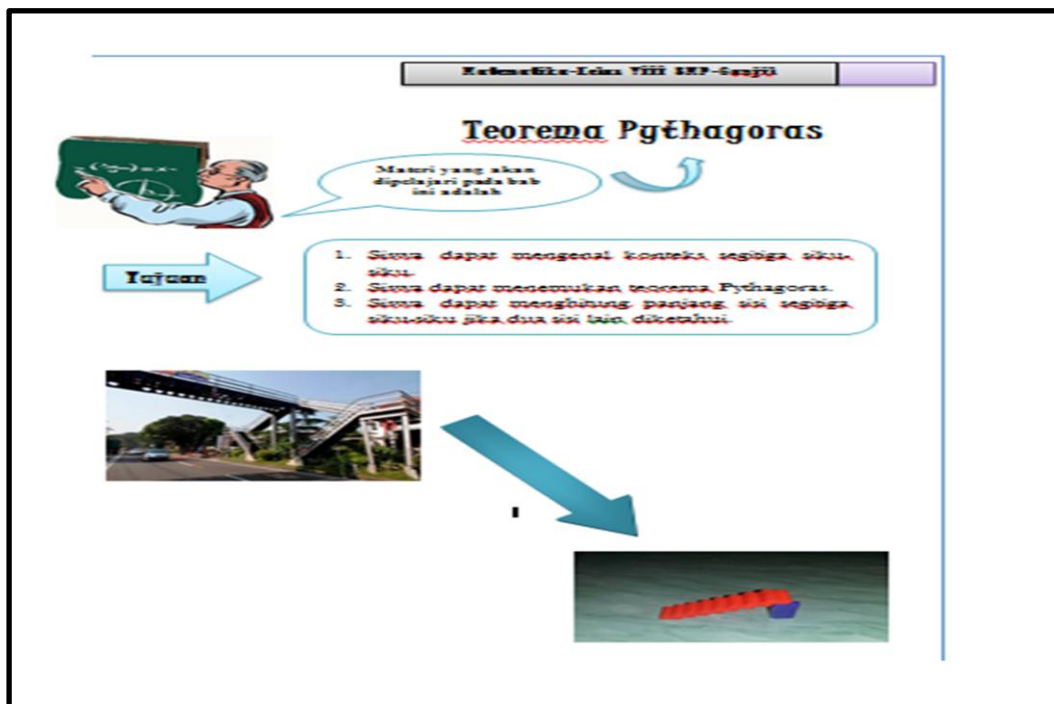 Matematika-Kelas VIII SMP-Ganjil
Teorema Pythagoras
Materi yang akan
dipelajari pada bab
ini adalah
Tujuan
1. Siswa dapat mengenal konteks segitiga siku-
siku.
2. Siswa dapat menemukan teorema Pythagoras.
3. Siswa dapat menghitung panjang sisi segitiga
siku-siku jika dua sisi lain diketahui.